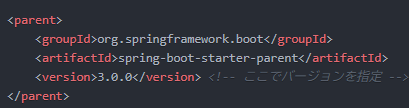 <parent>
    <groupId>org.springframework.boot</groupId>
    <artifactId>spring-boot-starter-parent</artifactId>
    <version>3.0.0</version> <!-- ここでバージョンを指定 -->
</parent>